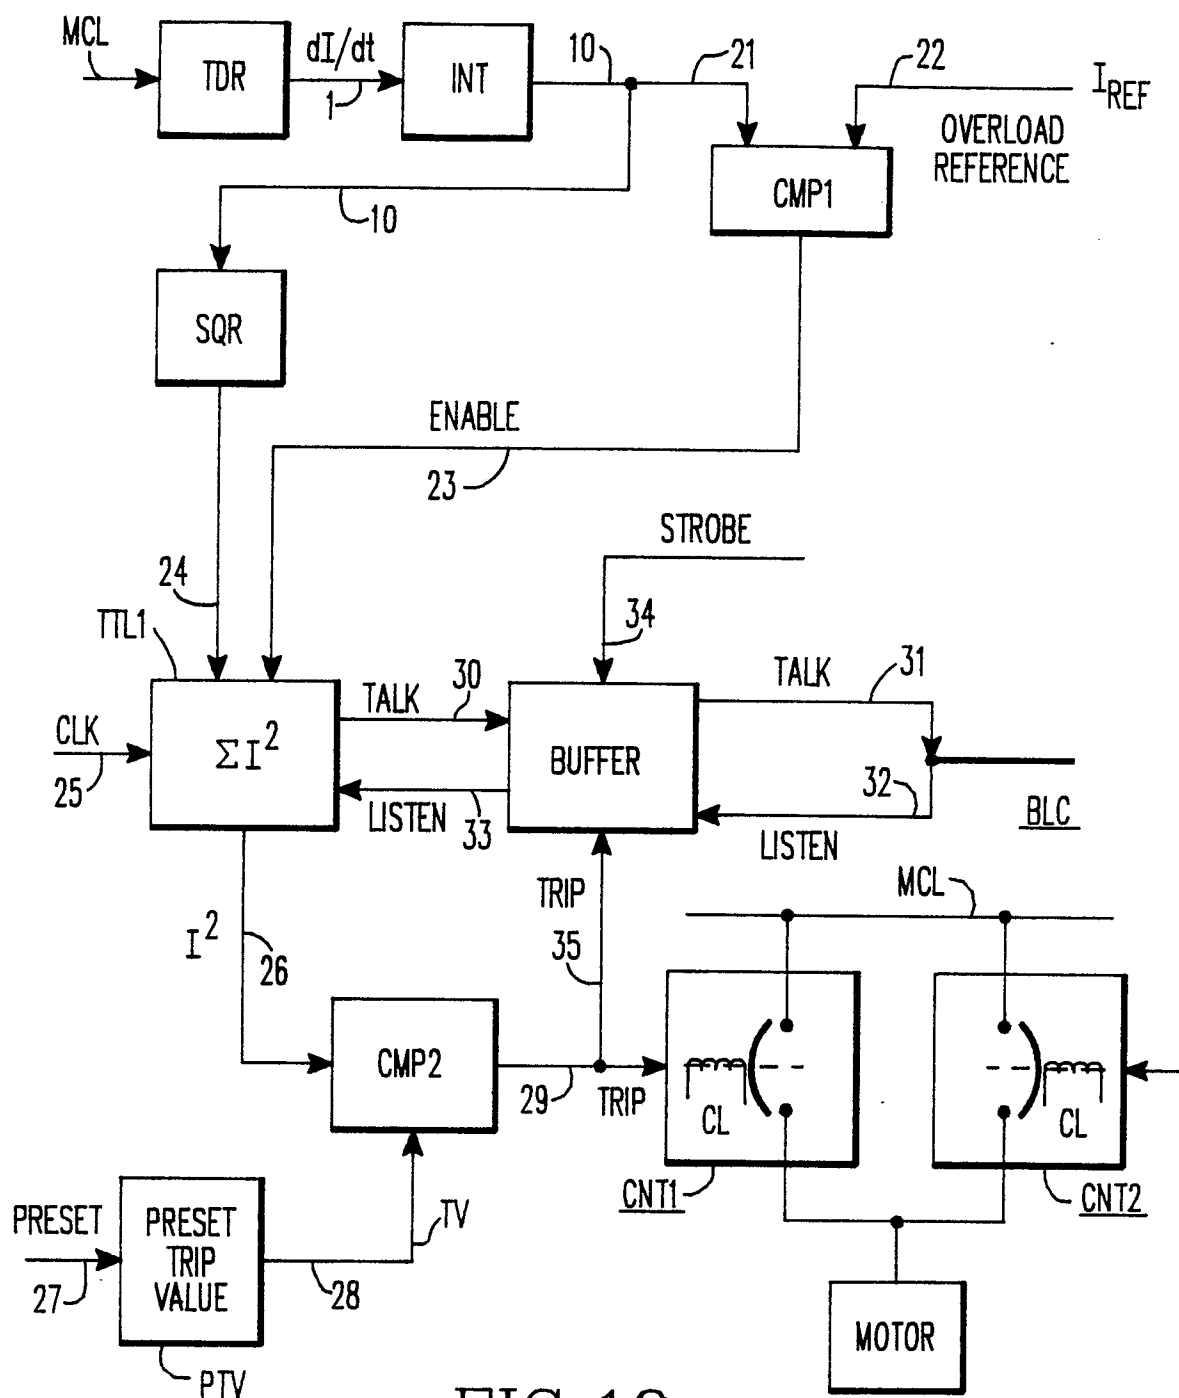 MCL
TDR
dI/dt
1
INT
10
21
22
I_REF
OVERLOAD
REFERENCE
CMP1
10
SQR
ENABLE
23
STROBE
24
34
TTL1
TALK
30
TALK
31
CLK
25
ΣI²
BUFFER
LISTEN
33
32
LISTEN
BLC
TRIP
35
MCL
I²
26
CMP2
29
TRIP
CL
CL
CNT1
CNT2
PRESET
27
PRESET
TRIP
VALUE
28
TV
MOTOR
PTV